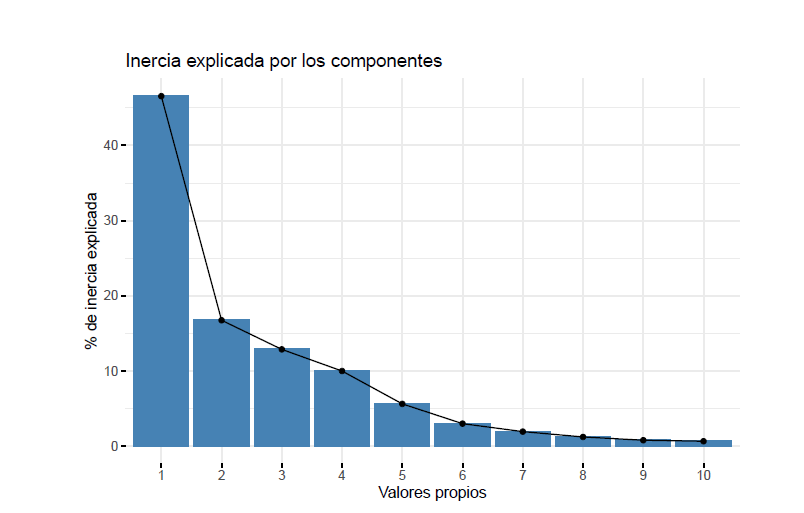 Inercia explicada por los componentes
% de inercia explicada
40
30
20
10
0
1 2 3 4 5 6 7 8 9 10
Valores propios